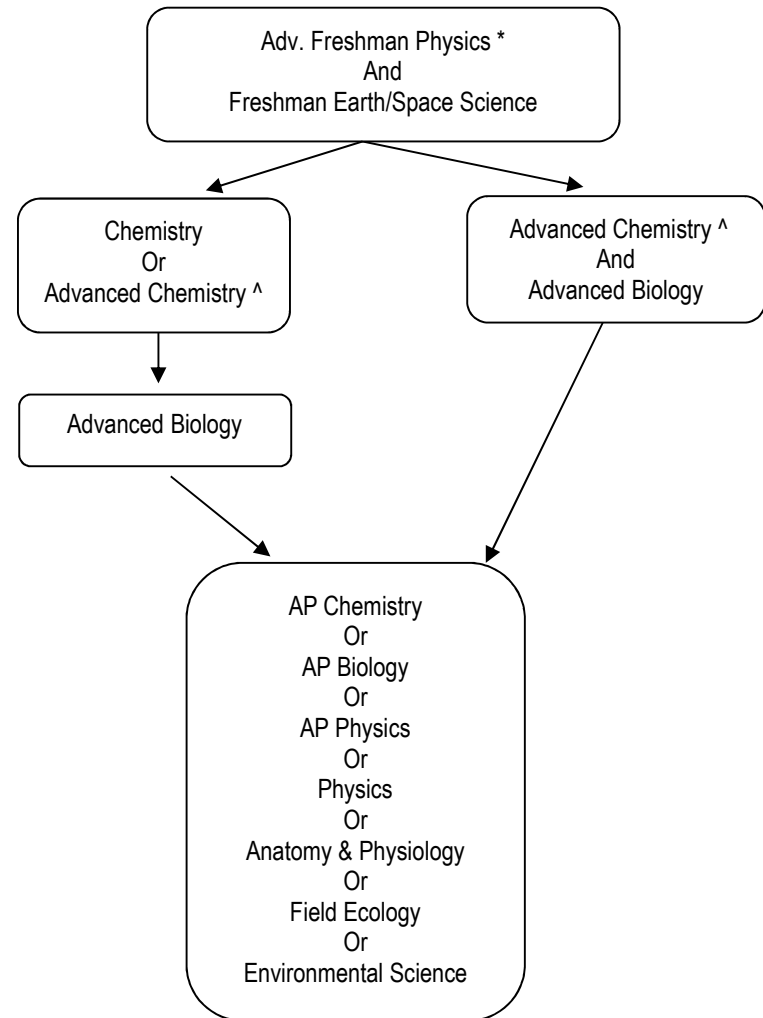 Adv. Freshman Physics *
And
Freshman Earth/Space Science
Chemistry
Or
Advanced Chemistry ^
Advanced Chemistry ^
And
Advanced Biology
Advanced Biology
AP Chemistry
Or
AP Biology
Or
AP Physics
Or
Physics
Or
Anatomy & Physiology
Or
Field Ecology
Or
Environmental Science